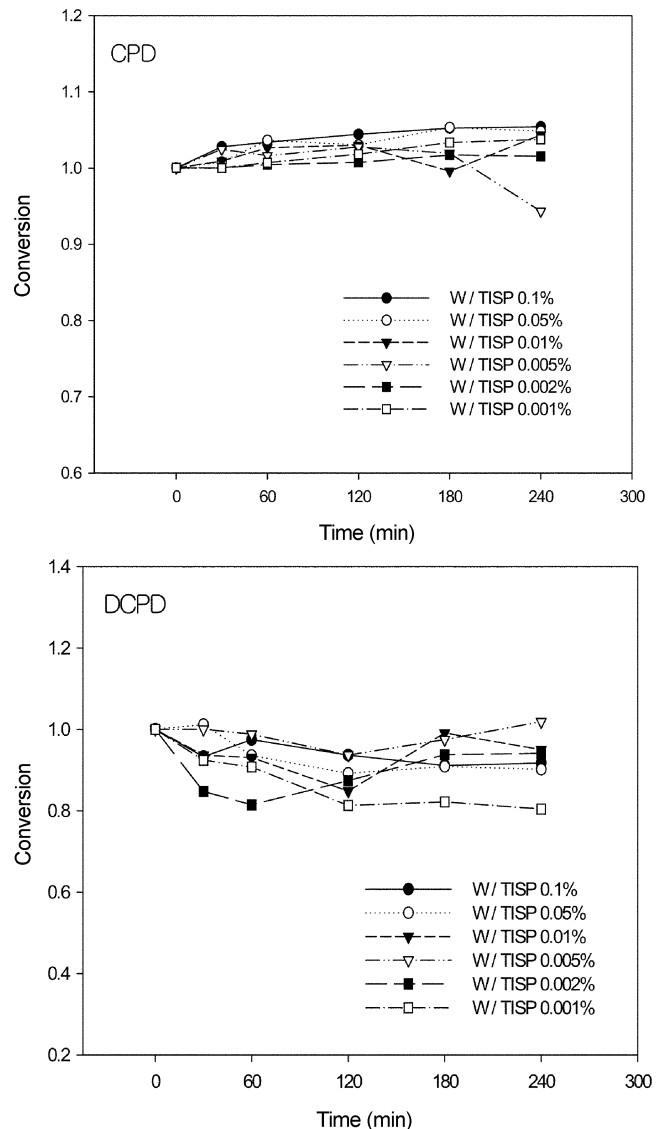 1.2
CPD
1.1
1.0
0.9
0.8
0.7
0.6
Conversion
W / TISP 0.1%
W / TISP 0.05%
W / TISP 0.01%
W / TISP 0.005%
W / TISP 0.002%
W / TISP 0.001%
0 60 120 180 240 300
Time (min)
1.4
DCPD
1.2
1.0
0.8
0.6
0.4
0.2
Conversion
W / TISP 0.1%
W / TISP 0.05%
W / TISP 0.01%
W / TISP 0.005%
W / TISP 0.002%
W / TISP 0.001%
0 60 120 180 240 300
Time (min)